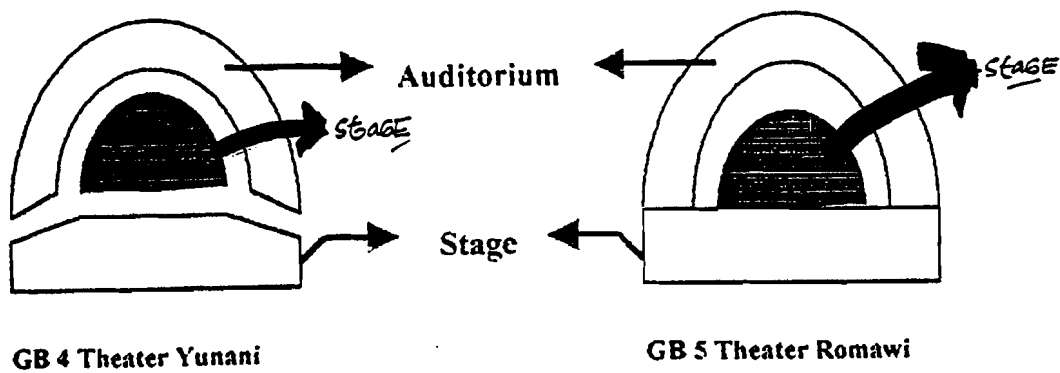 Auditorium
staGE
staGE
Stage
GB 4 Theater Yunani
GB 5 Theater Romawi